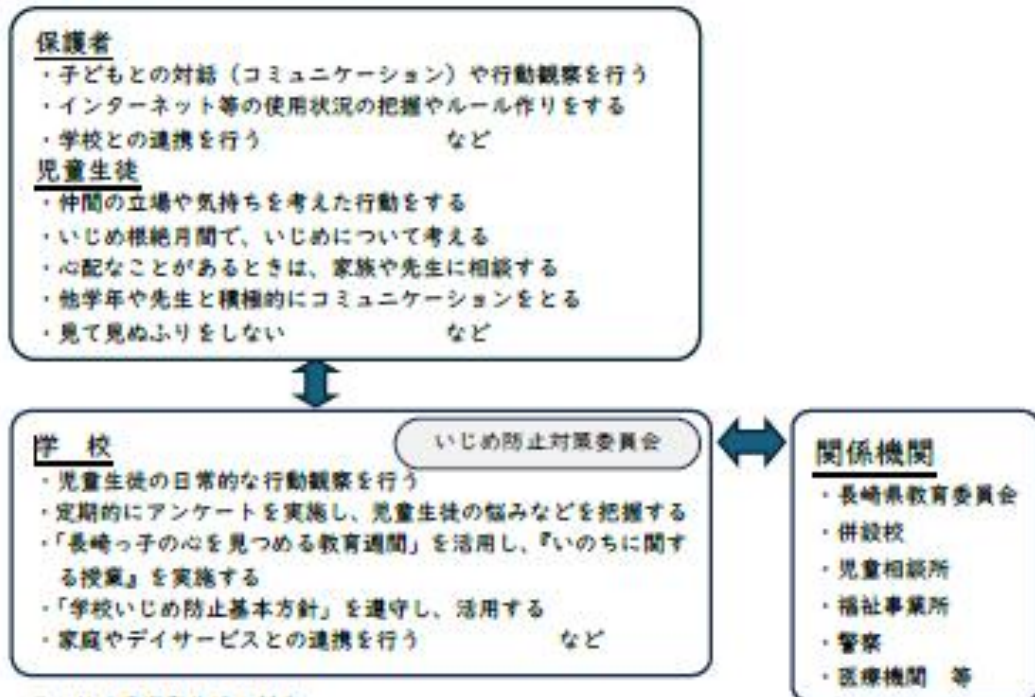 保護者
・子どもとの対話（コミュニケーション）や行動観察を行う
・インターネット等の使用状況の把握やルール作りをする
・学校との連携を行う　　　　　　　　など
児童生徒
・仲間の立場や気持ちを考えた行動をする
・いじめ根絶月間で、いじめについて考える
・心配なことがあるときは、家族や先生に相談する
・他学年や先生と積極的にコミュニケーションをとる
・見て見ぬふりをしない　　　　　　　など
学　校
いじめ防止対策委員会
・児童生徒の日常的な行動観察を行う
・定期的にアンケートを実施し、児童生徒の悩みなどを把握する
・「長崎っ子の心を見つめる教育週間」を活用し、『いのちに関す
る授業』を実施する
・「学校いじめ防止基本方針」を遵守し、活用する
・家庭やデイサービスとの連携を行う　　　　　　など
関係機関
・長崎県教育委員会
・併設校
・児童相談所
・福祉事業所
・警察
・医療機関　等